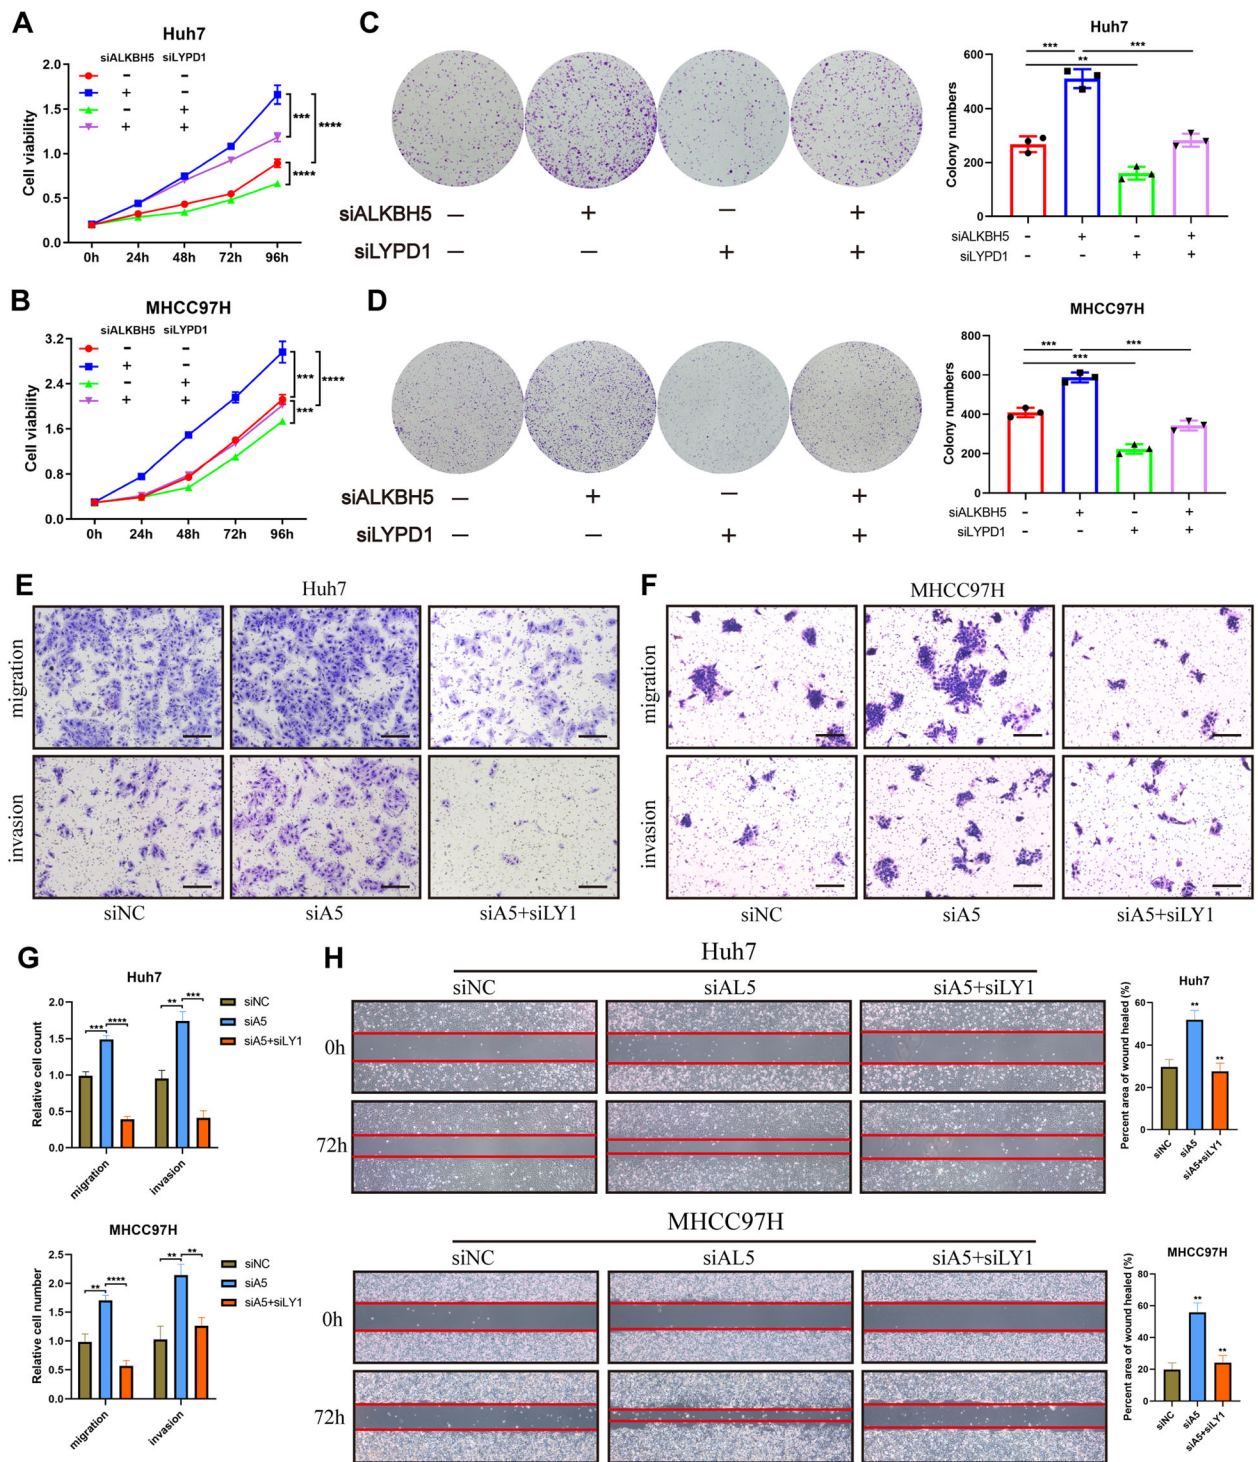 A
Huh7
siALKBH5 siLYPD1
− −
+ −
− +
+ +
Cell viability
2.0
1.5
1.0
0.5
0.0
*** ****
****
0h 24h 48h 72h 96h
B
MHCC97H
siALKBH5 siLYPD1
− −
+ −
− +
+ +
Cell viability
3.2
2.4
1.6
0.8
0.0
*** ****
***
0h 24h 48h 72h 96h
C
siALKBH5 − + − +
siLYPD1 − − + +
Huh7
Colony numbers
600
400
200
0
*** ***
**
siALKBH5 - + - +
siLYPD1 - - + +
D
siALKBH5 − + − +
siLYPD1 − − + +
MHCC97H
Colony numbers
800
600
400
200
0
*** ***
***
siALKBH5 - + - +
siLYPD1 - - + +
E
Huh7
migration
invasion
siNC siA5 siA5+siLY1
F
MHCC97H
migration
invasion
siNC siA5 siA5+siLY1
G
Huh7
Relative cell count
2.0
1.5
1.0
0.5
0.0
*** **** ** ***
migration invasion
siNC
siA5
siA5+siLY1
MHCC97H
Relative cell number
2.5
2.0
1.5
1.0
0.5
0.0
** **** ** **
migration invasion
siNC
siA5
siA5+siLY1
H
Huh7
siNC siAL5 siA5+siLY1
0h
72h
Huh7
Percent area of wound healed (%)
60
40
20
0
** **
siNC siA5 siA5+siLY1
MHCC97H
siNC siAL5 siA5+siLY1
0h
72h
MHCC97H
Percent area of wound healed (%)
80
60
40
20
0
** **
siNC siA5 siA5+siLY1